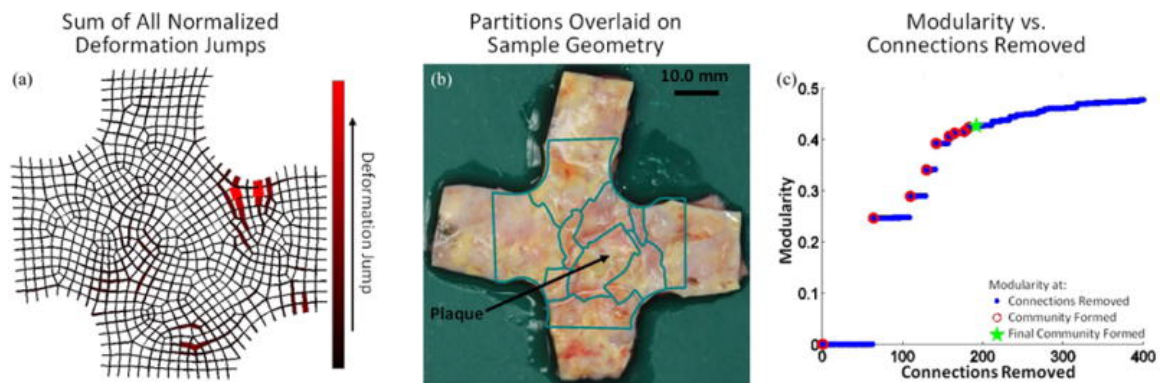 Sum of All Normalized
Deformation Jumps
(a)
Deformation Jump
Partitions Overlaid on
Sample Geometry
(b)
10.0 mm
Plaque
Modularity vs.
Connections Removed
(c)
0.5
0.4
0.3
0.2
0.1
0
Modularity
Modularity at:
Connections Removed
Community Formed
Final Community Formed
0 100 200 300 400
Connections Removed